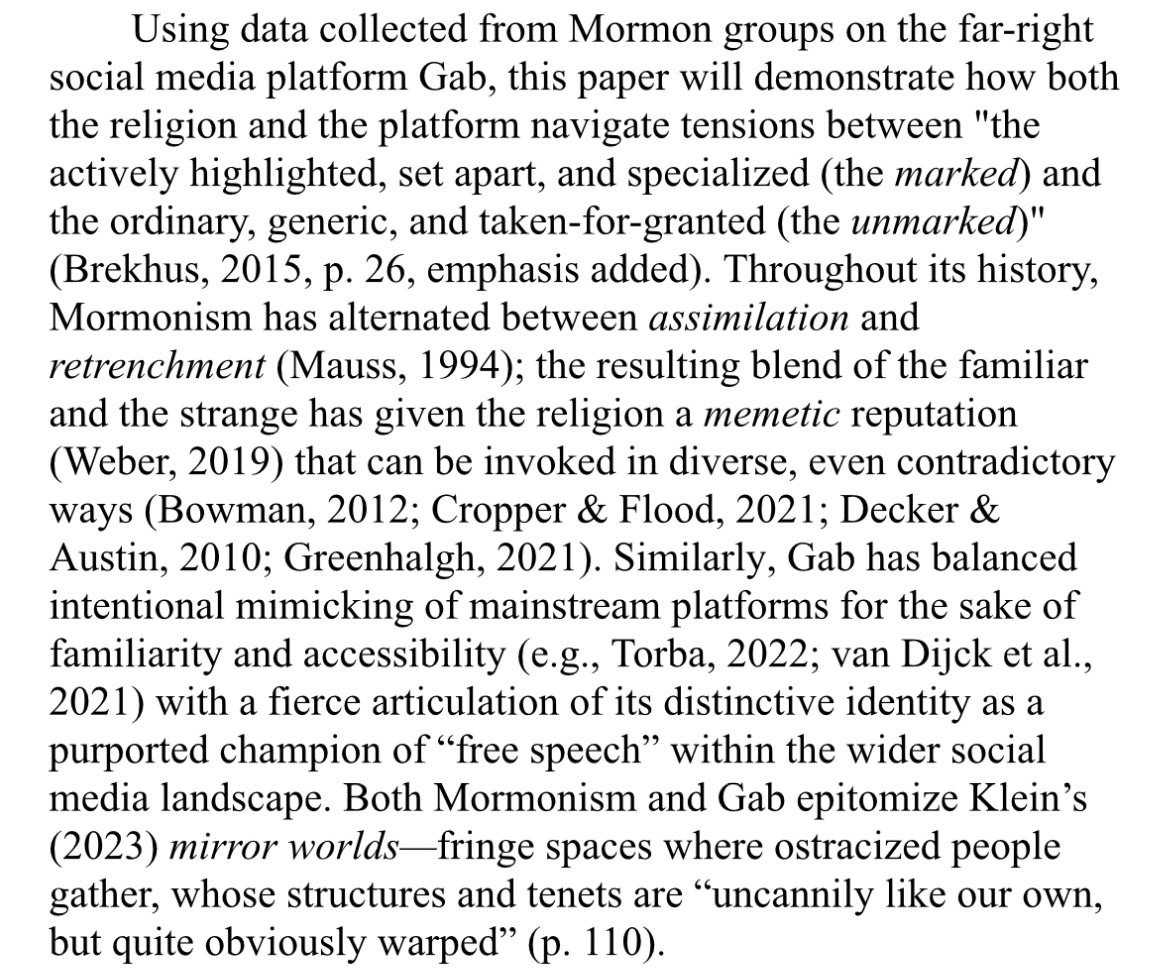 Using data collected from Mormon groups on the far-right
social media platform Gab, this paper will demonstrate how both
the religion and the platform navigate tensions between "the
actively highlighted, set apart, and specialized (the marked) and
the ordinary, generic, and taken-for-granted (the unmarked)"
(Brekhus, 2015, p. 26, emphasis added). Throughout its history,
Mormonism has alternated between assimilation and
retrenchment (Mauss, 1994); the resulting blend of the familiar
and the strange has given the religion a memetic reputation
(Weber, 2019) that can be invoked in diverse, even contradictory
ways (Bowman, 2012; Cropper & Flood, 2021; Decker &
Austin, 2010; Greenhalgh, 2021). Similarly, Gab has balanced
intentional mimicking of mainstream platforms for the sake of
familiarity and accessibility (e.g., Torba, 2022; van Dijck et al.,
2021) with a fierce articulation of its distinctive identity as a
purported champion of “free speech” within the wider social
media landscape. Both Mormonism and Gab epitomize Klein’s
(2023) mirror worlds—fringe spaces where ostracized people
gather, whose structures and tenets are “uncannily like our own,
but quite obviously warped” (p. 110).